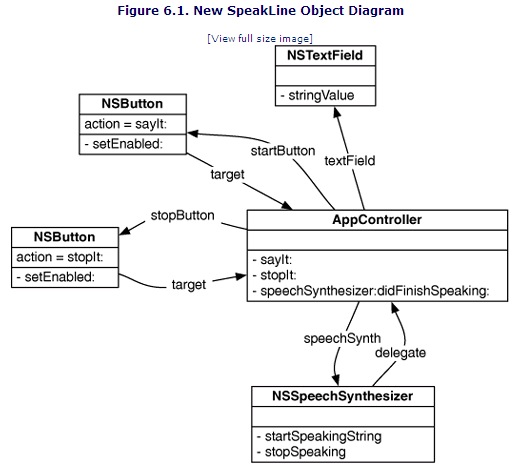 Figure 6.1. New SpeakLine Object Diagram
[View full size image]
NSTextField
- stringValue
NSButton
action = sayIt:
- setEnabled:
startButton
textField
target
stopButton
AppController
NSButton
action = stopIt:
- setEnabled:
target
- sayIt:
- stopIt:
- speechSynthesizer:didFinishSpeaking:
speechSynth
delegate
NSSpeechSynthesizer
- startSpeakingString
- stopSpeaking